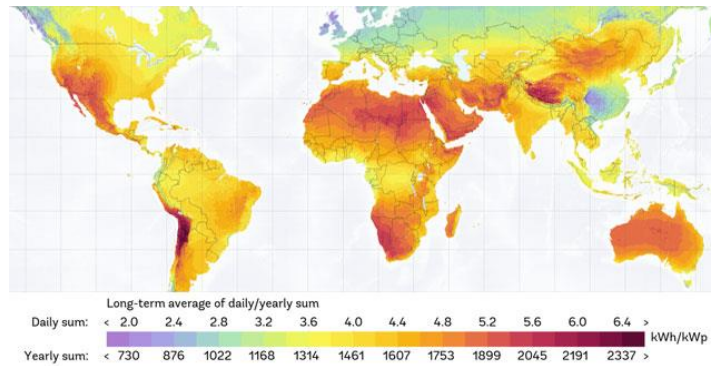 Long-term average of daily/yearly sum
Daily sum: < 2.0 2.4 2.8 3.2 3.6 4.0 4.4 4.8 5.2 5.6 6.0 6.4 >
kWh/kWp
Yearly sum: < 730 876 1022 1168 1314 1461 1607 1753 1899 2045 2191 2337 >